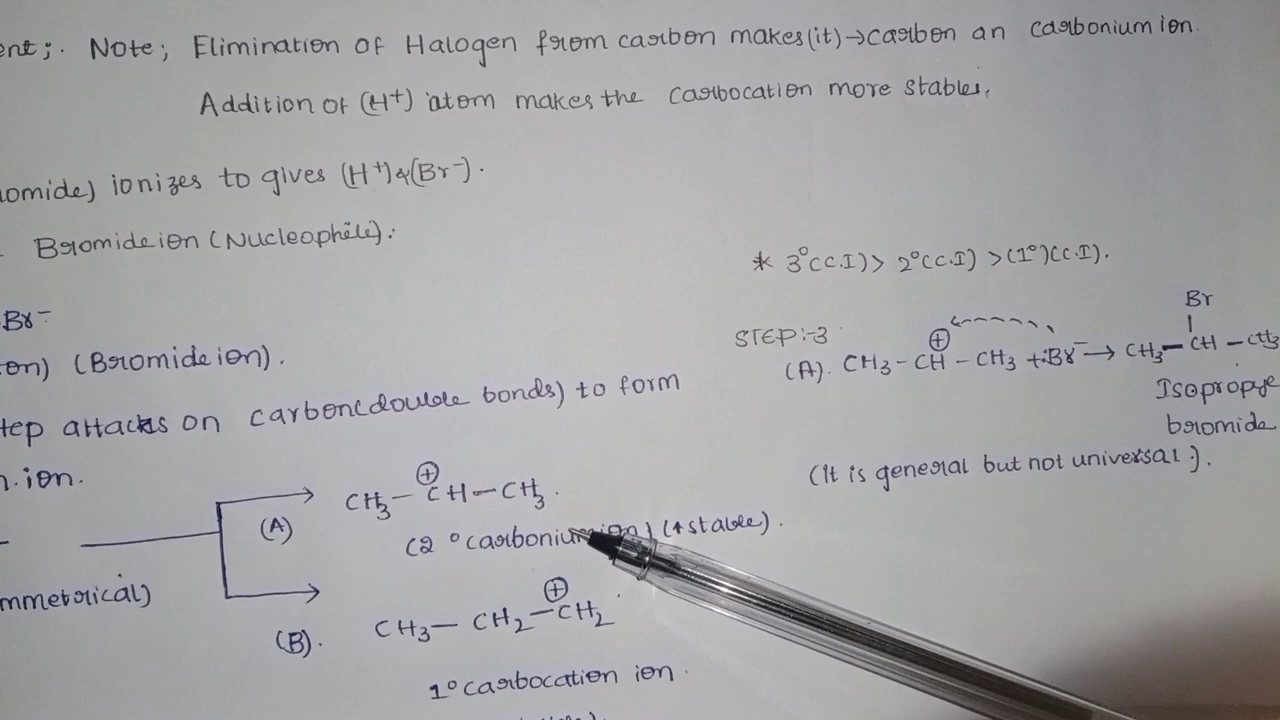 ent;. Note; Elimination of Halogen from carbon makes(it)→carbon an carbonium ion.
Addition of (H⁺) atom makes the carbocation more stables.
omide) ionizes to gives (H⁺)&(Br⁻).
Bromide ion (Nucleophile).
* 3°(C.I)> 2°(C.I) >(1°)(C.I).
Br⁻
on) (Bromide ion).
STEP:-3
Br
(A). CH₃-CH-CH₃ + :Br⁻→ CH₃-CH-CH₃
⊕
Isopropye
bromide
tep attacks on carbon(double bonds) to form
n.ion.
(It is general but not universal).
⊕
(A) CH₃-CH-CH₃.
(2° carbonium ion) (↑stable).
mmetrical)
⊕
(B). CH₃-CH₂-CH₂
1° carbocation ion.